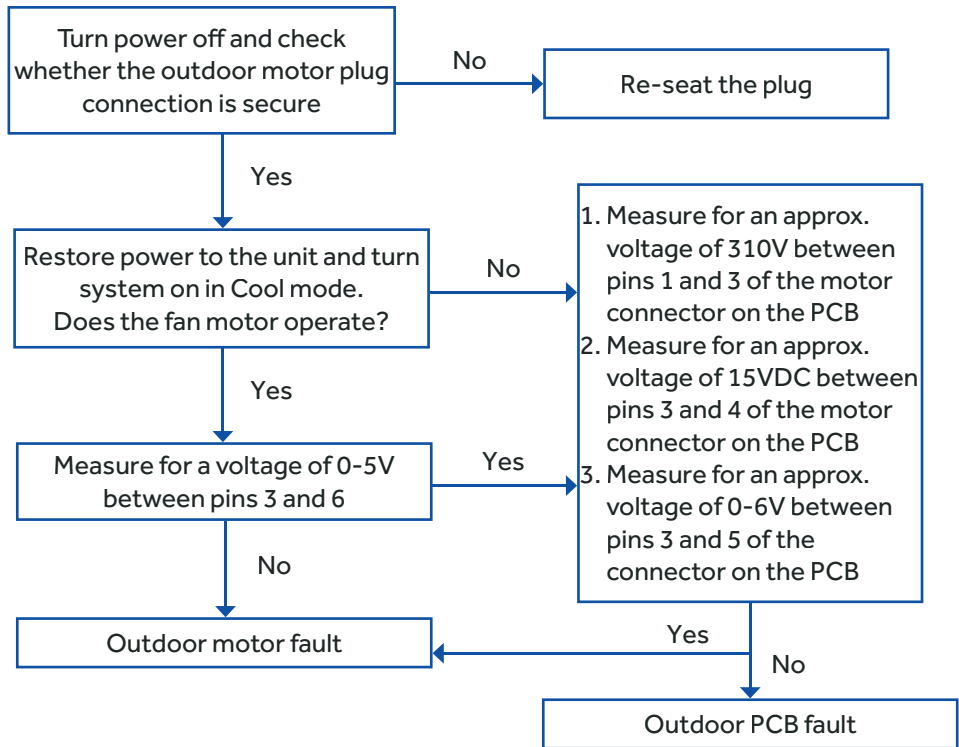 Turn power off and check
whether the outdoor motor plug
connection is secure
No
Re-seat the plug
Yes
Restore power to the unit and turn
system on in Cool mode.
Does the fan motor operate?
No
1. Measure for an approx.
voltage of 310V between
pins 1 and 3 of the motor
connector on the PCB
2. Measure for an approx.
voltage of 15VDC between
pins 3 and 4 of the motor
connector on the PCB
3. Measure for an approx.
voltage of 0-6V between
pins 3 and 5 of the
connector on the PCB
Yes
Measure for a voltage of 0-5V
between pins 3 and 6
Yes
No
Outdoor motor fault
Yes
No
Outdoor PCB fault